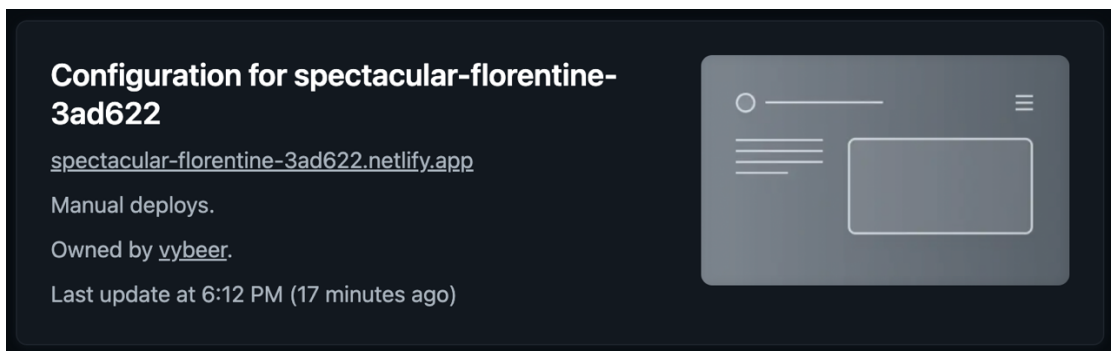 Configuration for spectacular-florentine-
3ad622
spectacular-florentine-3ad622.netlify.app
Manual deploys.
Owned by vybeer.
Last update at 6:12 PM (17 minutes ago)